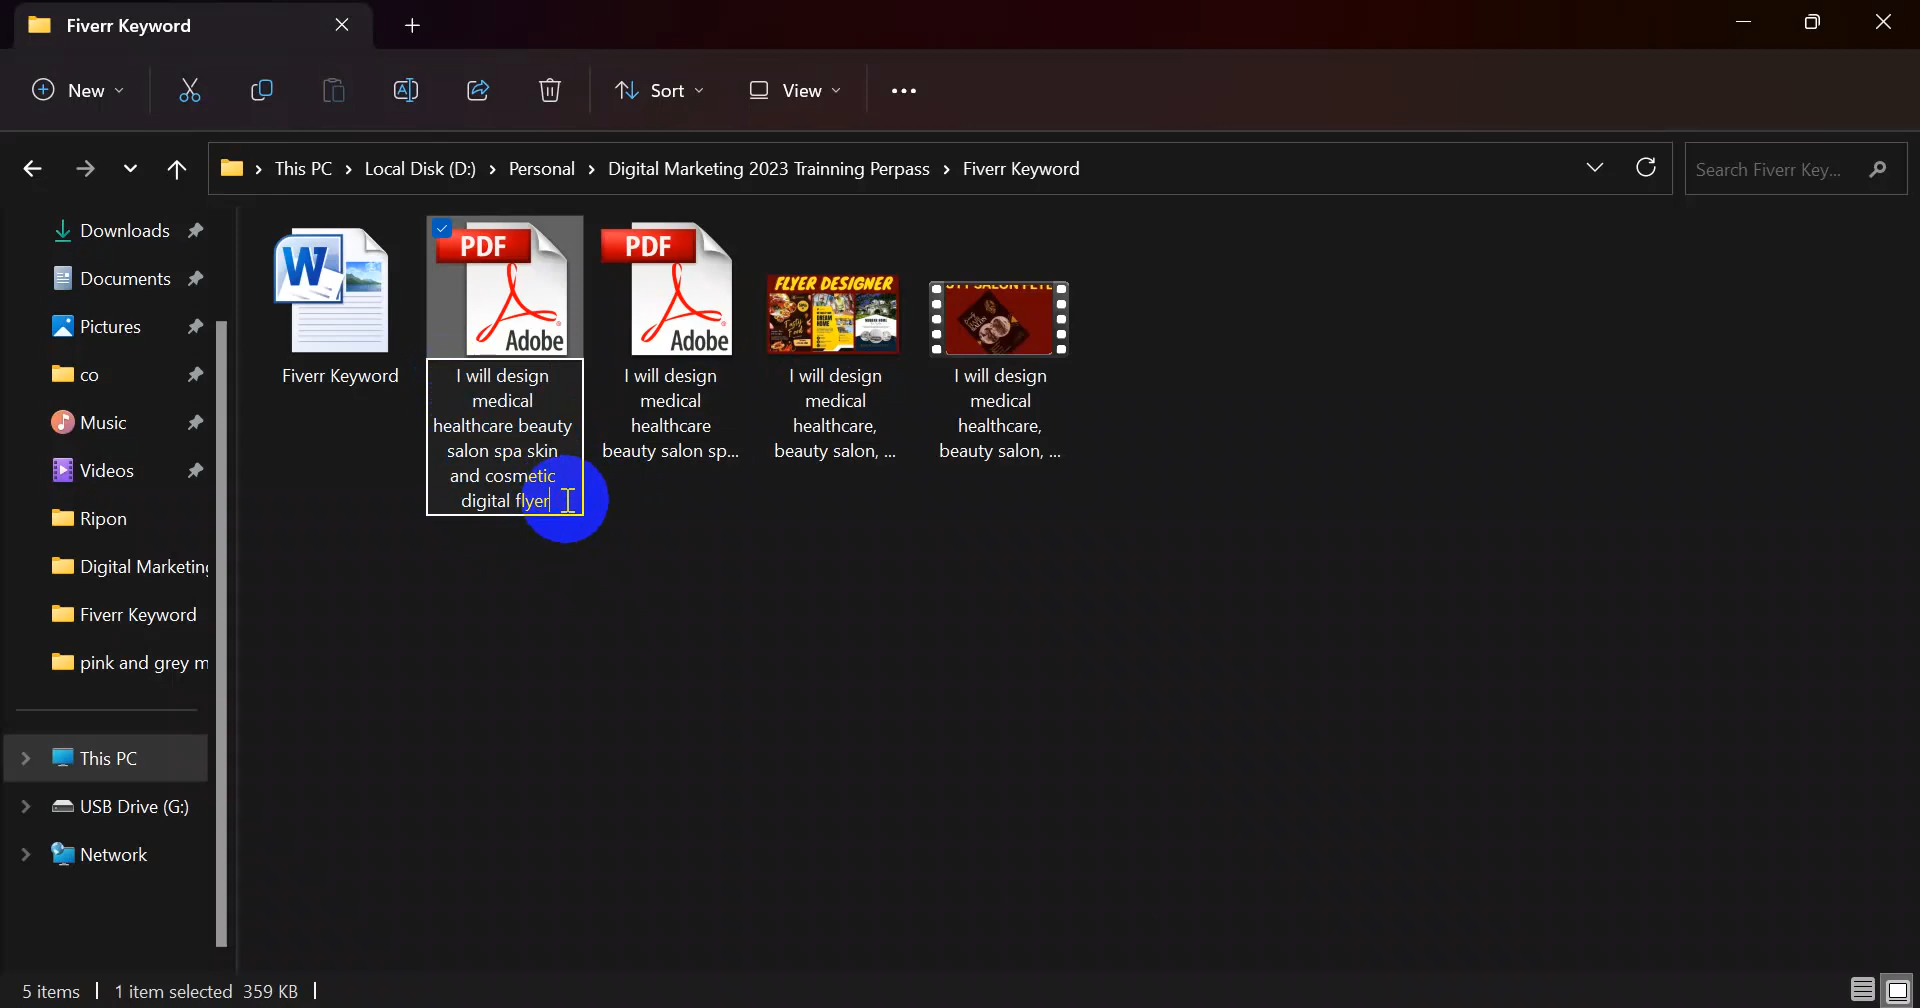 Fiverr Keyword
New
Sort
View
This PC
Local Disk (D:)
Personal
Digital Marketing 2023 Trainning Perpass
Fiverr Keyword
Search Fiverr Key...
Downloads
Documents
Pictures
co
Music
Videos
Ripon
Digital Marketing
Fiverr Keyword
pink and grey m
This PC
USB Drive (G:)
Network
W
Fiverr Keyword
PDF
Adobe
I will design
medical
healthcare beauty
salon spa skin
and cosmetic
digital flyer
PDF
Adobe
I will design
medical
healthcare
beauty salon sp...
FLYER DESIGNER
I will design
medical
healthcare,
beauty salon, ...
I will design
medical
healthcare,
beauty salon, ...
5 items
1 item selected 359 KB